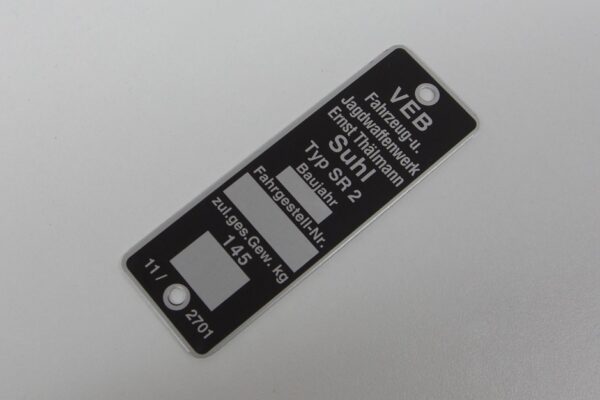 VEB
Fahrzeug-u.
Jagdwaffenwerk
Ernst Thälmann
Suhl
Typ SR 2
Baujahr
Fahrgestell-Nr.
zul.ges.Gew. kg
145
11 / 2701